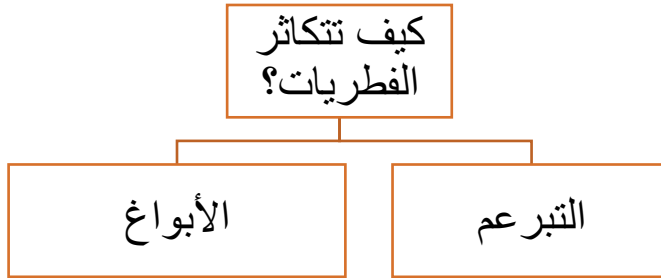 كيف تتكاثر
الفطريات؟
التبرعم
الأبواغ